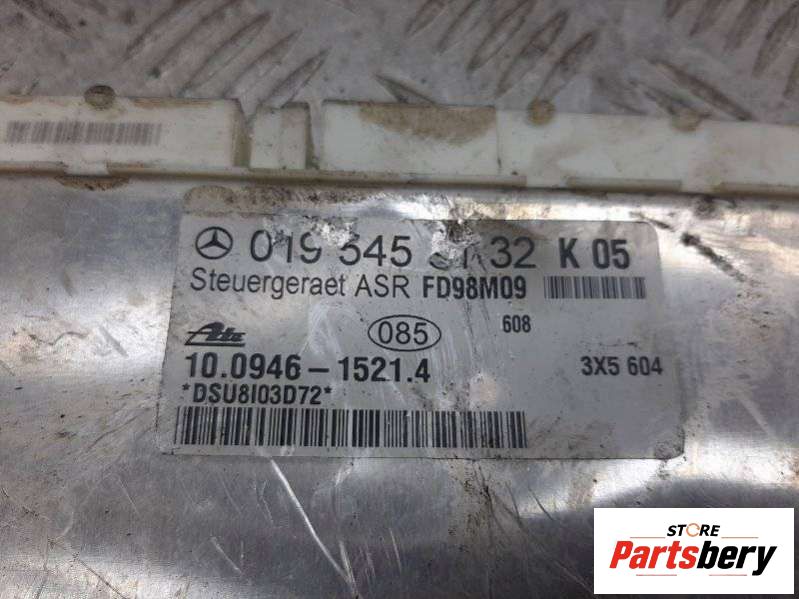 019 545 32 K 05
Steuergeraet ASR FD98M09
Ate 085 608
10.0946-1521.4 3X5 604
*DSU8I03D72*
STORE
Partsbery